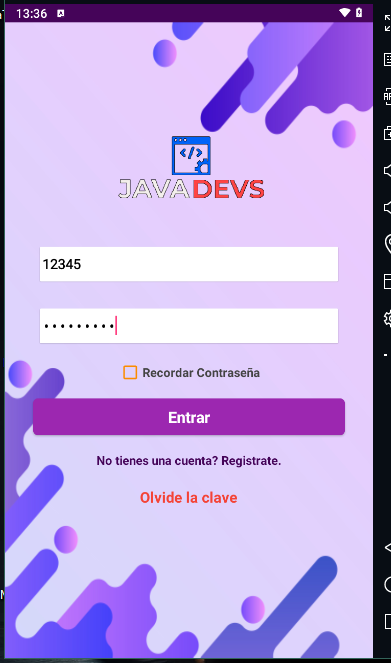 13:36
</>
JAVADEVS
12345
•••••••••
Recordar Contraseña
Entrar
No tienes una cuenta? Registrate.
Olvide la clave